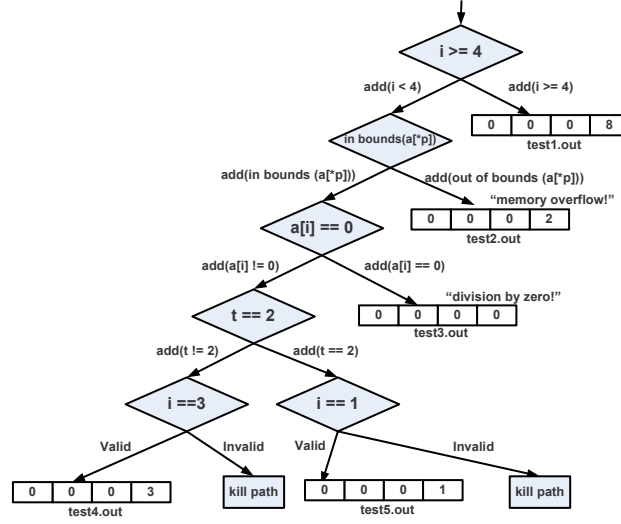 i >= 4
add(i < 4)
add(i >= 4)
0 0 0 8
test1.out
in bounds(a[*p])
add(in bounds (a[*p]))
add(out of bounds (a[*p]))
“memory overflow!”
0 0 0 2
test2.out
a[i] == 0
add(a[i] != 0)
add(a[i] == 0)
“division by zero!”
0 0 0 0
test3.out
t == 2
add(t != 2)
add(t == 2)
i ==3
i == 1
Valid
Invalid
Valid
Invalid
0 0 0 3
test4.out
kill path
0 0 0 1
test5.out
kill path